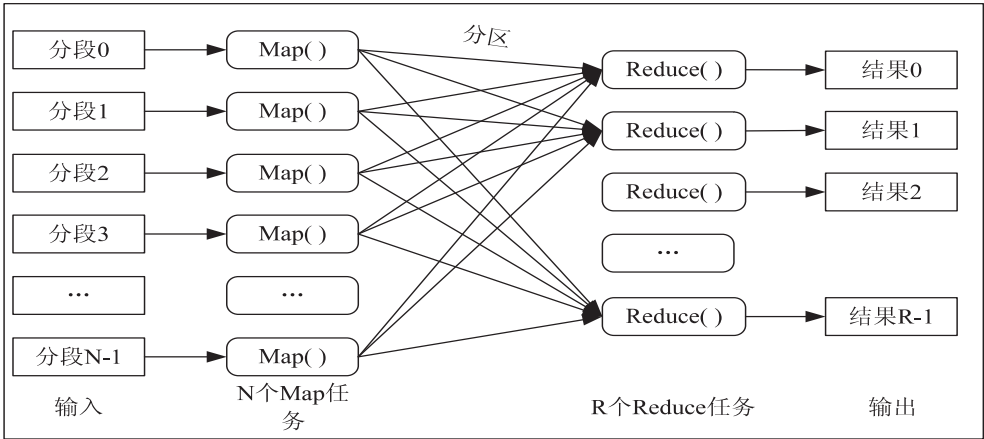 分区
分段0
Map( )
Reduce( )
结果0
分段1
Map( )
Reduce( )
结果1
分段2
Map( )
Reduce( )
结果2
分段3
Map( )
...
...
...
Reduce( )
结果R-1
分段N-1
Map( )
输入
N个Map任
务
R个Reduce任务
输出